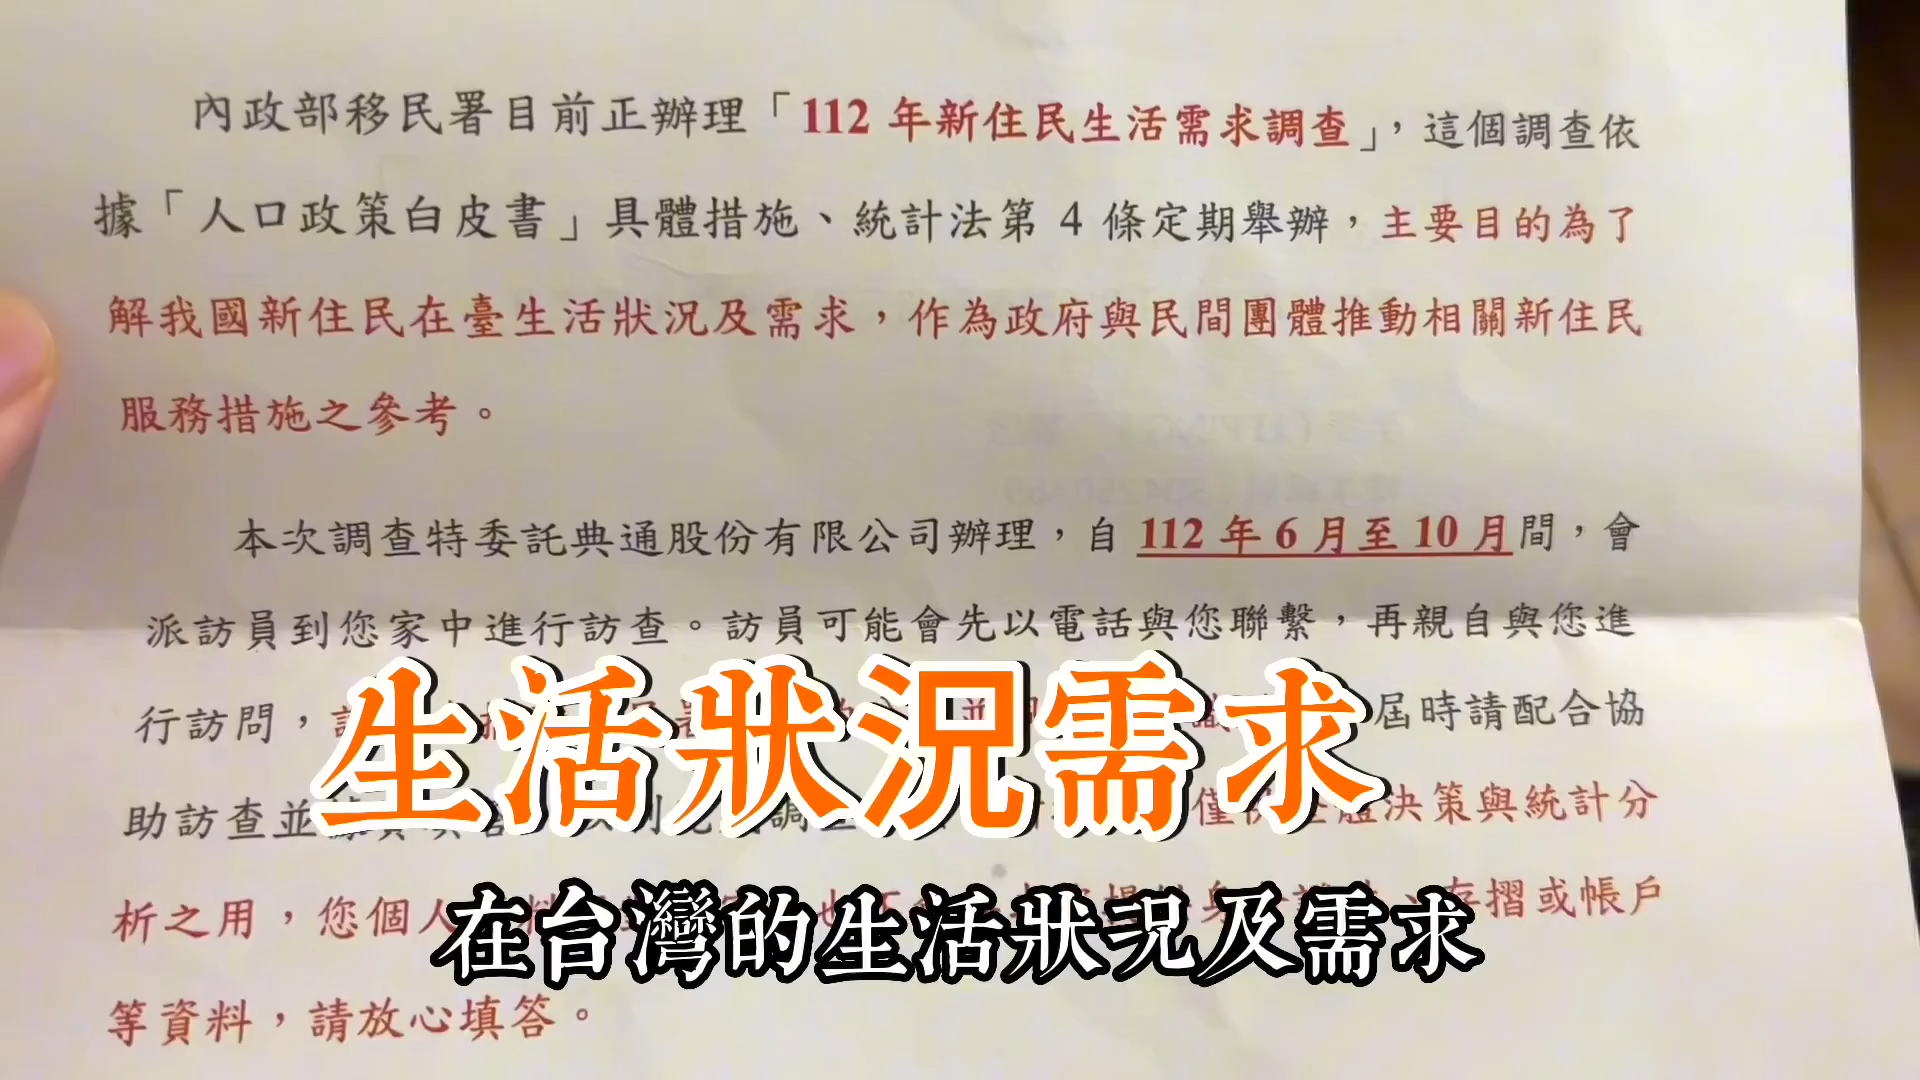 內政部移民署目前正辦理「112 年新住民生活需求調查」，這個調查依
據「人口政策白皮書」具體措施、統計法第 4 條定期舉辦，主要目的為了
解我國新住民在臺生活狀況及需求，作為政府與民間團體推動相關新住民
服務措施之參考。
本次調查特委託典通股份有限公司辦理，自 112 年 6 月至 10 月間，會
派訪員到您家中進行訪查。訪員可能會先以電話與您聯繫，再親自與您進
行訪問，屆時請配合協
助訪查並決策與統計分
析之用，您個人存摺或帳戶
等資料，請放心填答。
生活狀況需求
在台灣的生活狀況及需求